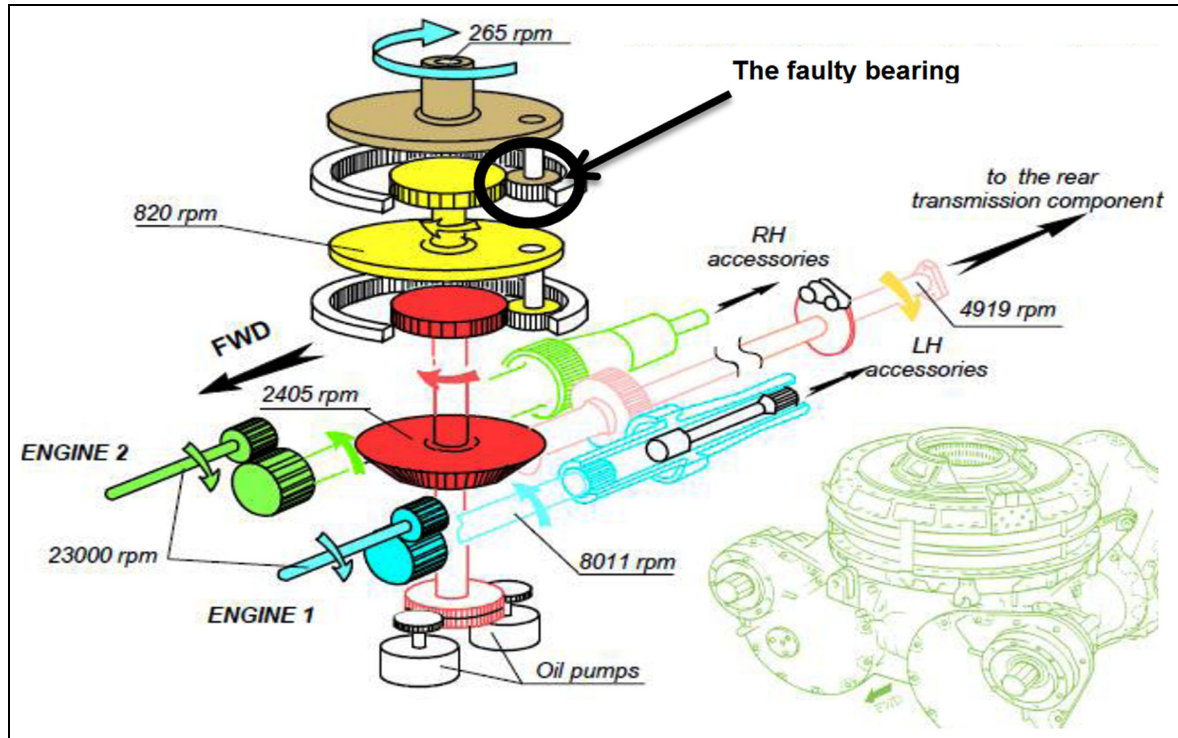 265 rpm
The faulty bearing
820 rpm
to the rear
transmission component
RH
accessories
4919 rpm
LH
accessories
FWD
2405 rpm
ENGINE 2
23000 rpm
8011 rpm
ENGINE 1
Oil pumps
FWD